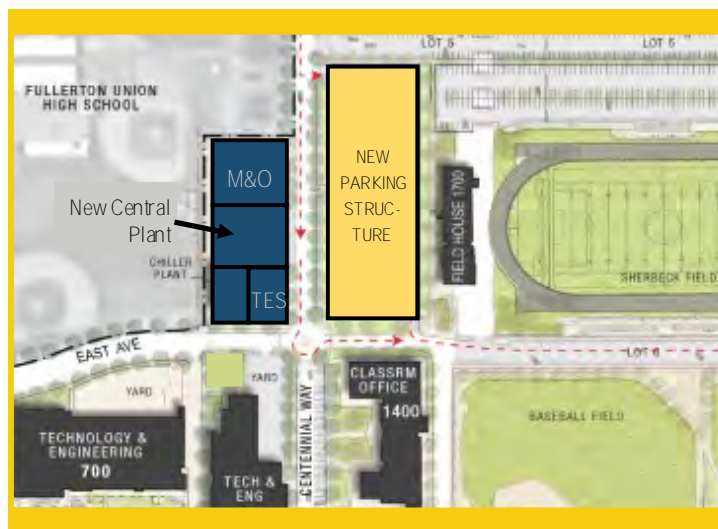 LOT 5
LOT 5
FULLERTON UNION
HIGH SCHOOL
M&O
NEW
PARKING
STRUC-
TURE
New Central
Plant
CHILLER
PLANT
TES
FIELD HOUSE 1700
SHERBECK FIELD
EAST AVE
LOT 6
YARD
YARD
CLASSRM
OFFICE
1400
CENTENNIAL WAY
BASEBALL FIELD
TECHNOLOGY &
ENGINEERING
700
TECH &
ENG